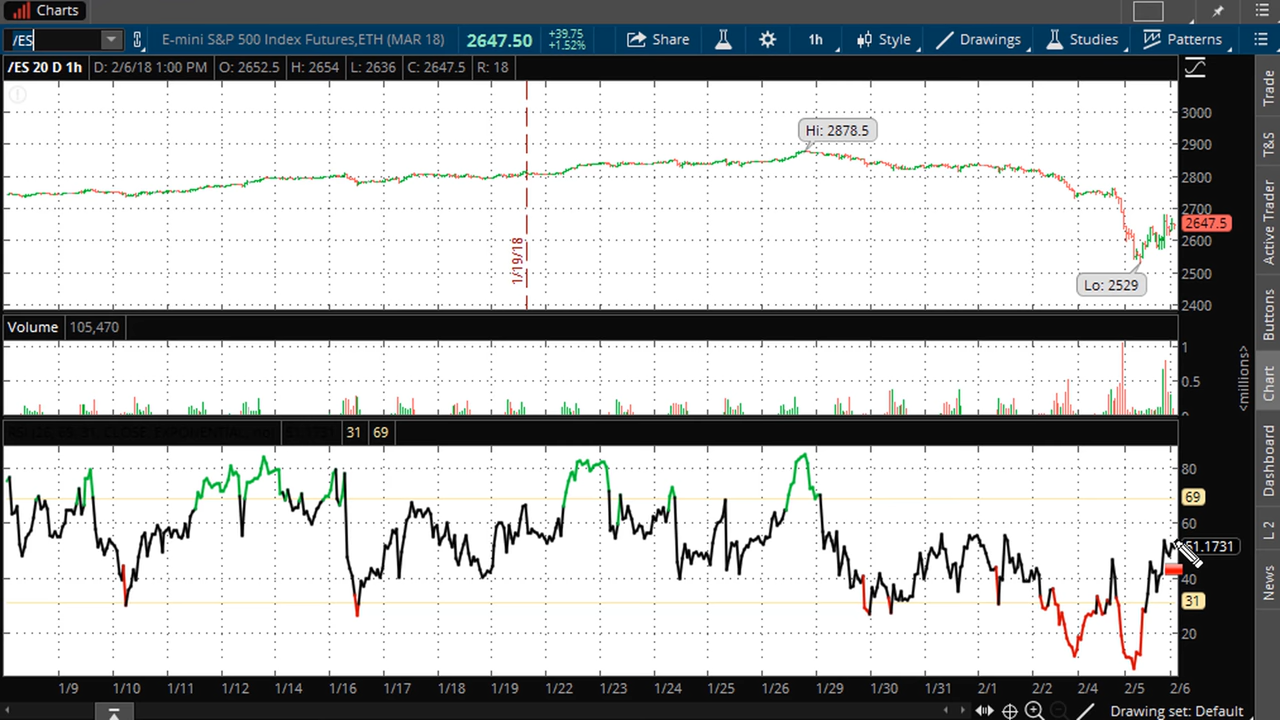 Charts
/ES E-mini S&P 500 Index Futures,ETH (MAR 18) 2647.50 +39.75 +1.52% Share 1h Style Drawings Studies Patterns
/ES 20 D 1h D: 2/6/18 1:00 PM O: 2652.5 H: 2654 L: 2636 C: 2647.5 R: 18
3000
Hi: 2878.5
2900
2800
2700
2647.5
2600
2500
Lo: 2529
2400
1/19/18
Volume 105,470
1
0.5
0
<millions>
31 69
80
69
60
51.1731
40
31
20
1/9 1/10 1/11 1/12 1/14 1/16 1/17 1/18 1/19 1/22 1/23 1/24 1/25 1/26 1/29 1/30 1/31 2/1 2/2 2/4 2/5 2/6
Drawing set: Default
Trade
T&S
Active Trader
Buttons
Chart
Dashboard
L2
News